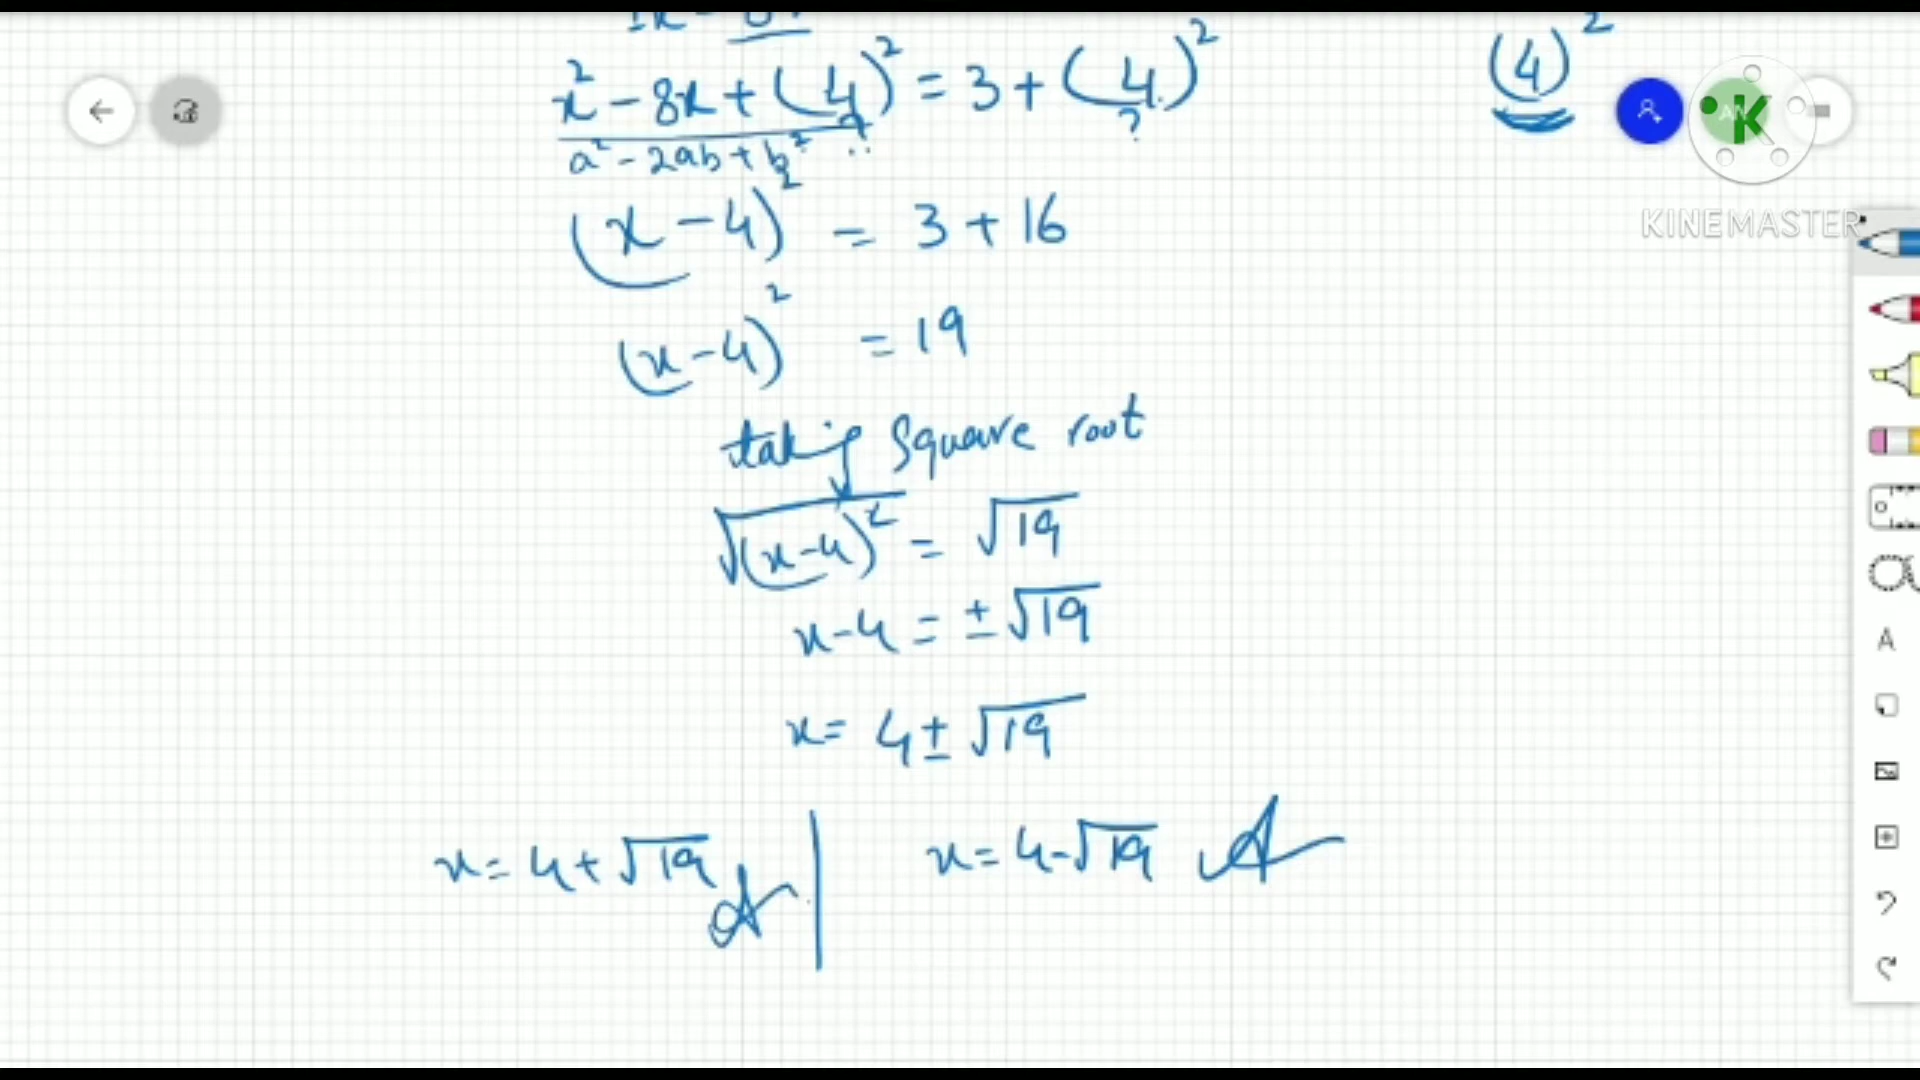 x² - 8x + (4)² = 3 + (4)²
(4)²
?
a² - 2ab + b²
(x - 4)² = 3 + 16
KINEMASTER
(x - 4)² = 19
taking square root
√(x-4)² = √19
x - 4 = ± √19
x = 4 ± √19
x = 4 + √19
x = 4 - √19
A